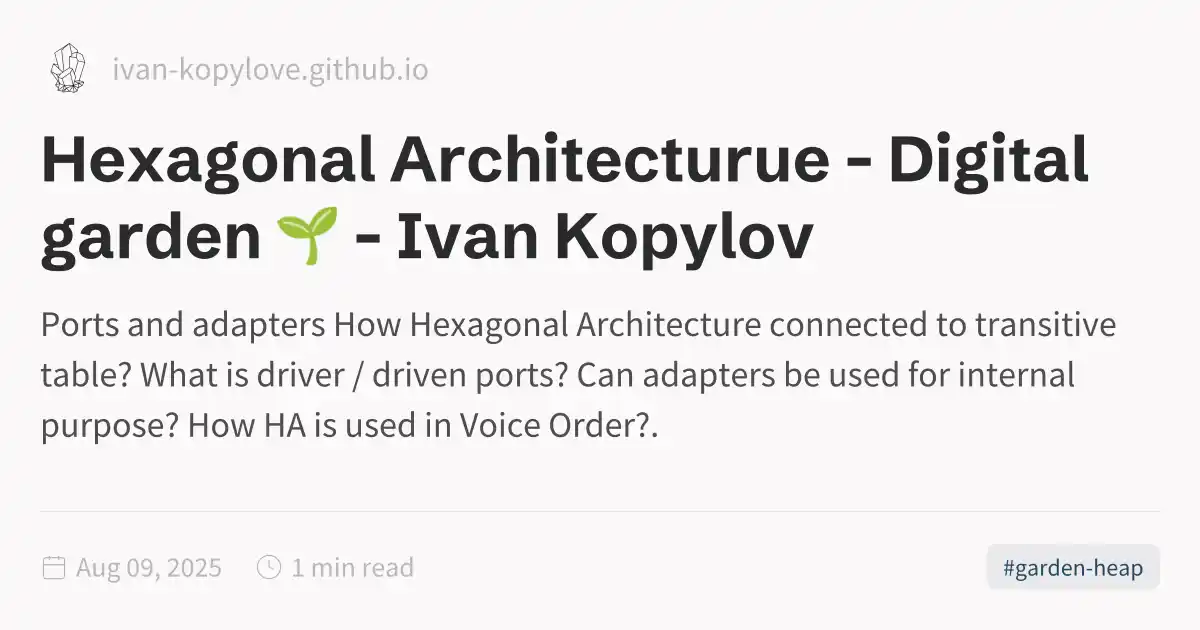 ivan-kopylove.github.io
Hexagonal Architecturue - Digital
garden 🌱 - Ivan Kopylov
Ports and adapters How Hexagonal Architecture connected to transitive
table? What is driver / driven ports? Can adapters be used for internal
purpose? How HA is used in Voice Order?.
Aug 09, 2025 1 min read
#garden-heap